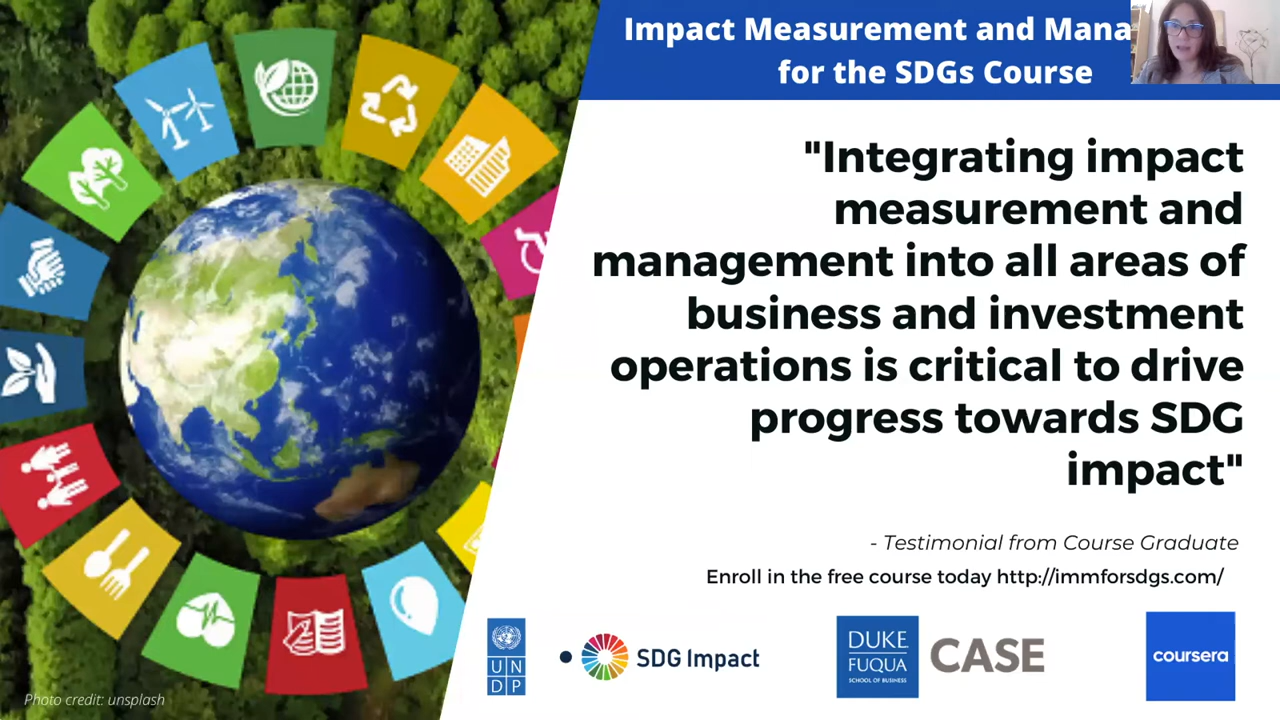 Impact Measurement and Mana
for the SDGs Course
"Integrating impact
measurement and
management into all areas of
business and investment
operations is critical to drive
progress towards SDG
impact"
- Testimonial from Course Graduate
Enroll in the free course today http://immforsdgs.com/
U N
D P
SDG Impact
DUKE
FUQUA
SCHOOL OF BUSINESS
CASE
coursera
Photo credit: unsplash